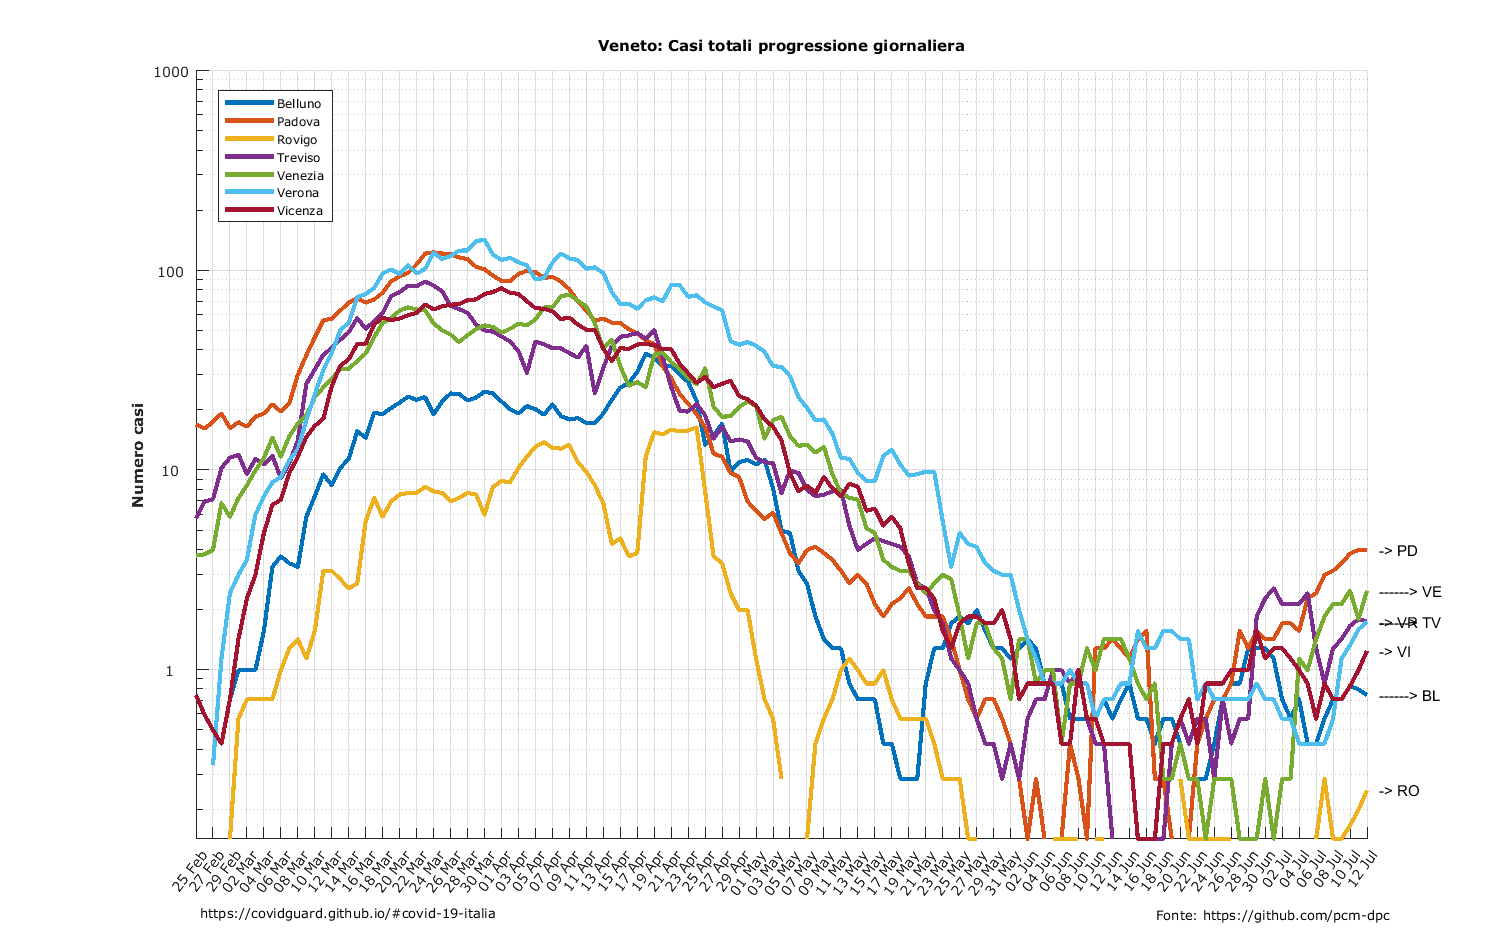 Veneto: Casi totali progressione giornaliera
1000
100
10
1
Numero casi
Belluno
Padova
Rovigo
Treviso
Venezia
Verona
Vicenza
-> PD
------> VE
-> VR
TV
-> VI
------> BL
-> RO
25 Feb
27 Feb
29 Feb
02 Mar
04 Mar
06 Mar
08 Mar
10 Mar
12 Mar
14 Mar
16 Mar
18 Mar
20 Mar
22 Mar
24 Mar
26 Mar
28 Mar
30 Mar
01 Apr
03 Apr
05 Apr
07 Apr
09 Apr
11 Apr
13 Apr
15 Apr
17 Apr
19 Apr
21 Apr
23 Apr
25 Apr
27 Apr
29 Apr
01 May
03 May
05 May
07 May
09 May
11 May
13 May
15 May
17 May
19 May
21 May
23 May
25 May
27 May
29 May
31 May
02 Jun
04 Jun
06 Jun
08 Jun
10 Jun
12 Jun
14 Jun
16 Jun
18 Jun
20 Jun
22 Jun
24 Jun
26 Jun
28 Jun
30 Jun
02 Jul
04 Jul
06 Jul
08 Jul
10 Jul
12 Jul
https://covidguard.github.io/#covid-19-italia
Fonte: https://github.com/pcm-dpc